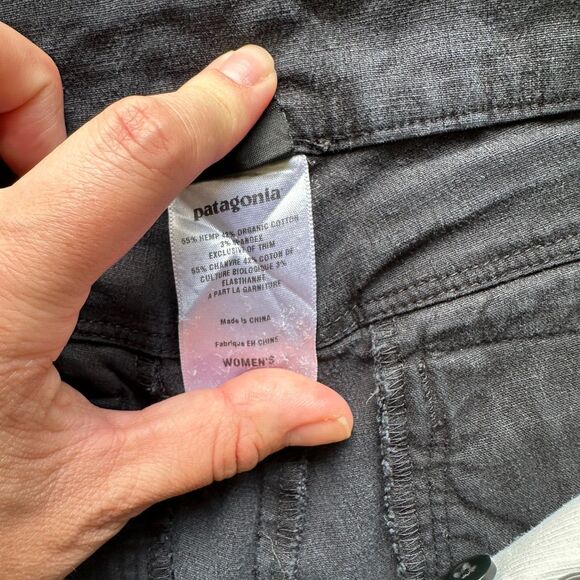 patagonia
55% HEMP 42% ORGANIC COTTON
3% SPANDEX
EXCLUSIVE OF TRIM
55% CHANVRE 42% COTON DE
CULTURE BIOLOGIQUE 3%
ELASTHANNE
A PART LA GARNITURE
Made in CHINA
Fabrique EN CHINE
WOMEN'S